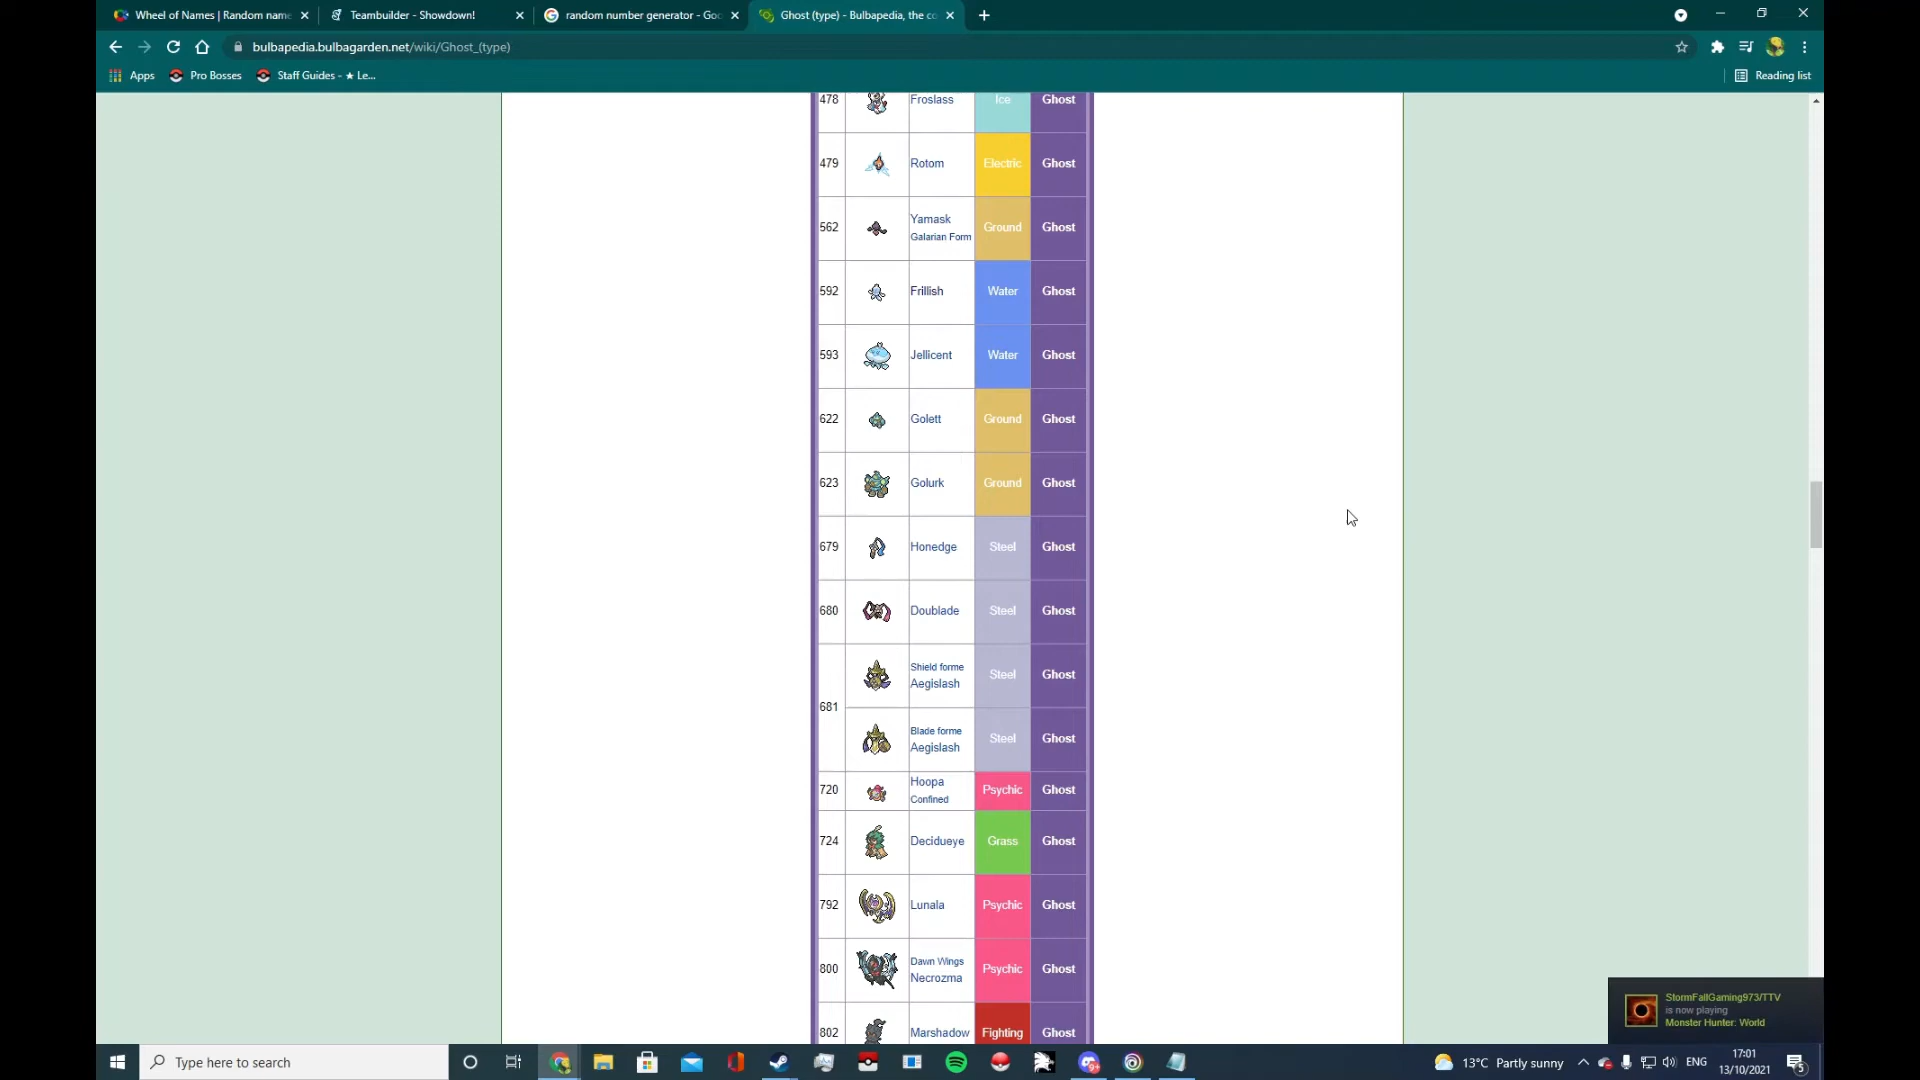 Wheel of Names | Random name
Teambuilder - Showdown!
random number generator - Goo
Ghost (type) - Bulbapedia, the co
bulbapedia.bulbagarden.net/wiki/Ghost_(type)
Apps
Pro Bosses
Staff Guides - ★ Le...
Reading list
478 Froslass Ice Ghost
479 Rotom Electric Ghost
562 Yamask Galarian Form Ground Ghost
592 Frillish Water Ghost
593 Jellicent Water Ghost
622 Golett Ground Ghost
623 Golurk Ground Ghost
679 Honedge Steel Ghost
680 Doublade Steel Ghost
681 Shield forme Aegislash Steel Ghost
Blade forme Aegislash Steel Ghost
720 Hoopa Confined Psychic Ghost
724 Decidueye Grass Ghost
792 Lunala Psychic Ghost
800 Dawn Wings Necrozma Psychic Ghost
802 Marshadow Fighting Ghost
StormFallGaming973/TTV
is now playing
Monster Hunter: World
Type here to search
13°C Partly sunny
ENG
17:01
13/10/2021
5